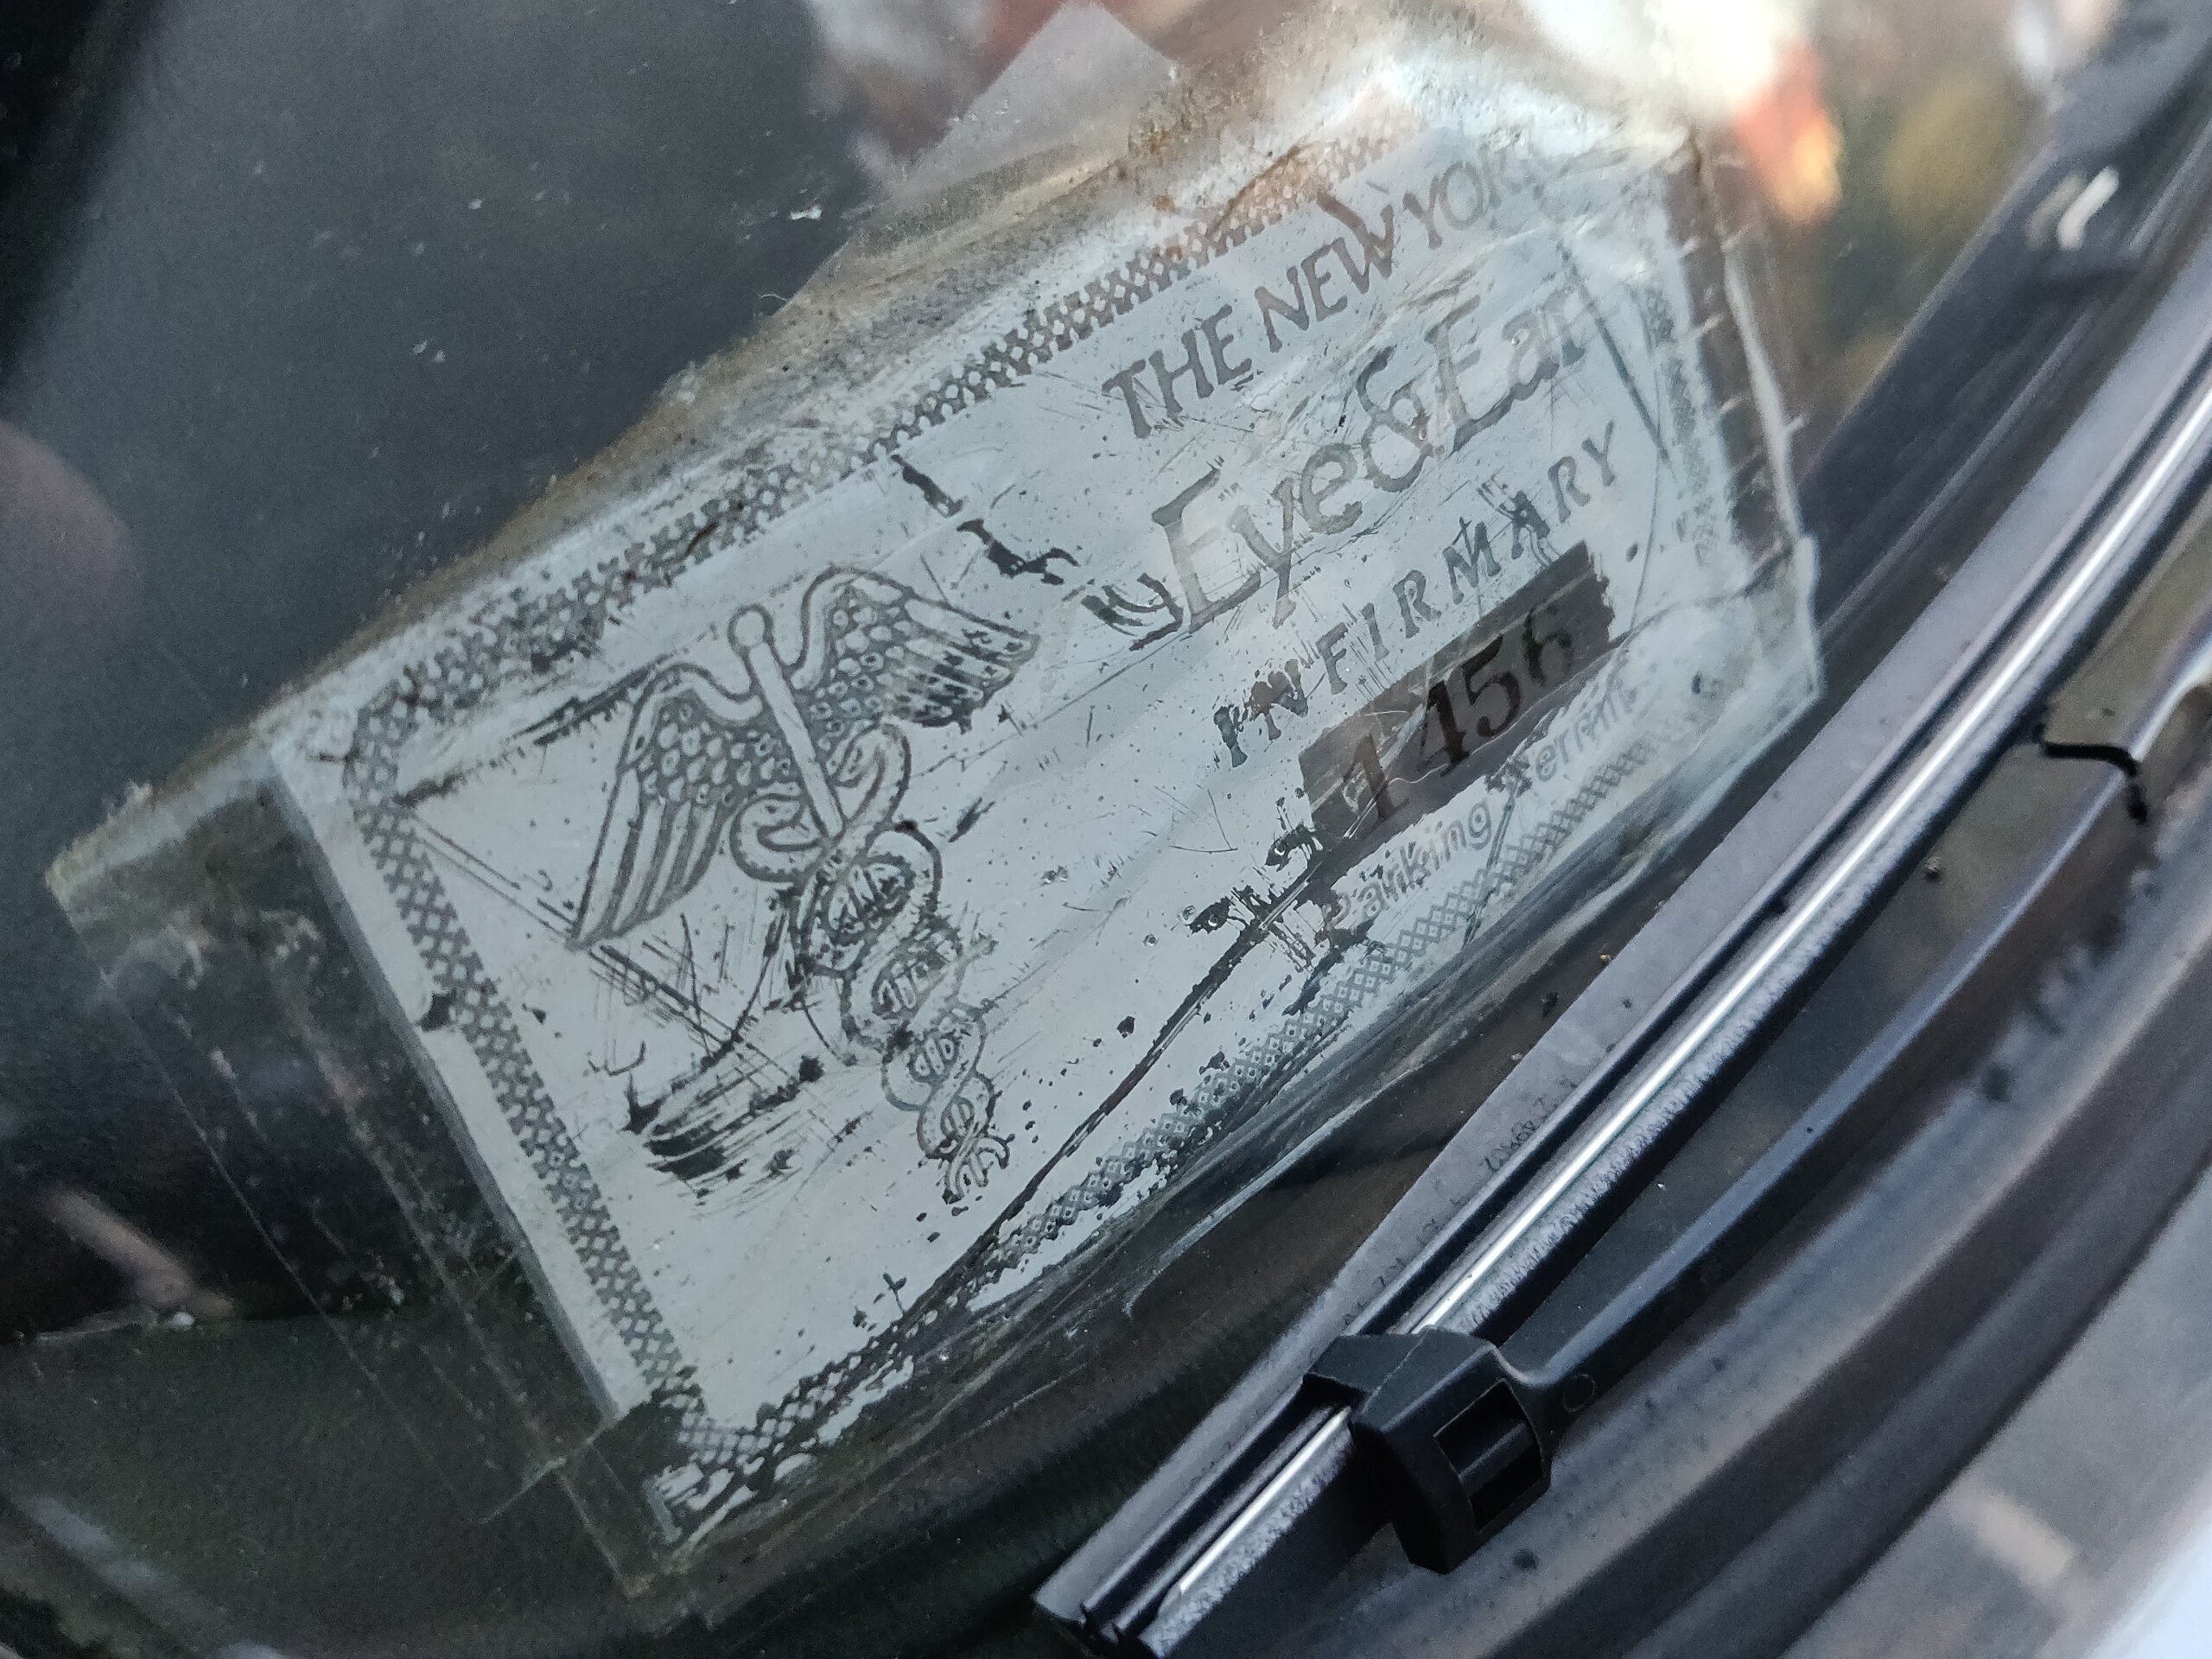 THE NEW YORK
Eye & Ear
INFIRMARY
1456
Parking Permit